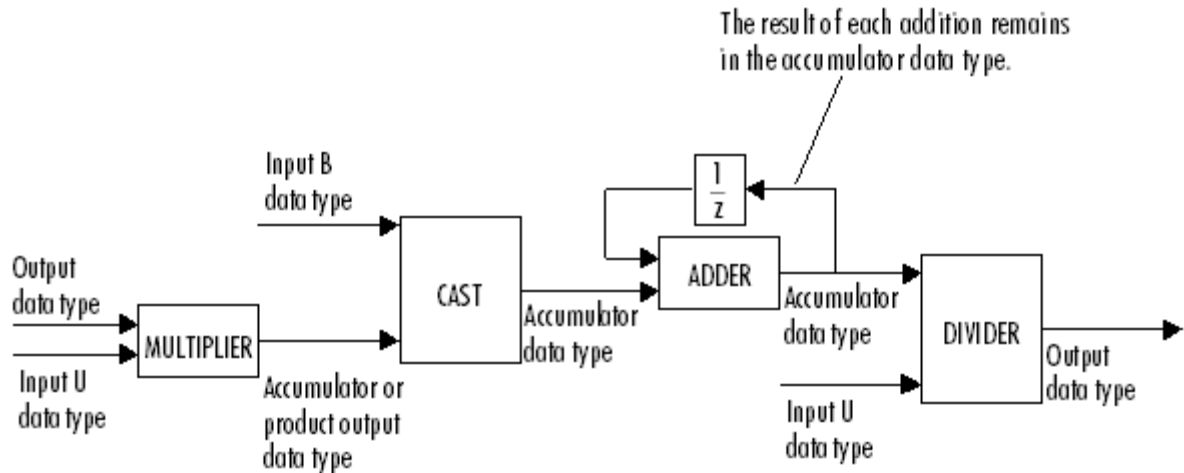 The result of each addition remains
in the accumulator data type.
Input B
data type
1
z
Output
data type
CAST
ADDER
Accumulator
data type
Accumulator
data type
DIVIDER
MULTIPLIER
Input U
data type
Accumulator or
product output
data type
Input U
data type
Output
data type